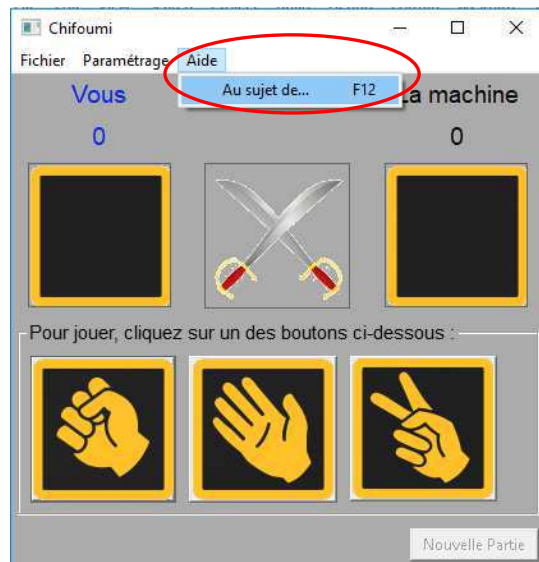 Chifoumi
Fichier Paramétrage Aide
Au sujet de... F12
Vous La machine
0 0
Pour jouer, cliquez sur un des boutons ci-dessous :
Nouvelle Partie